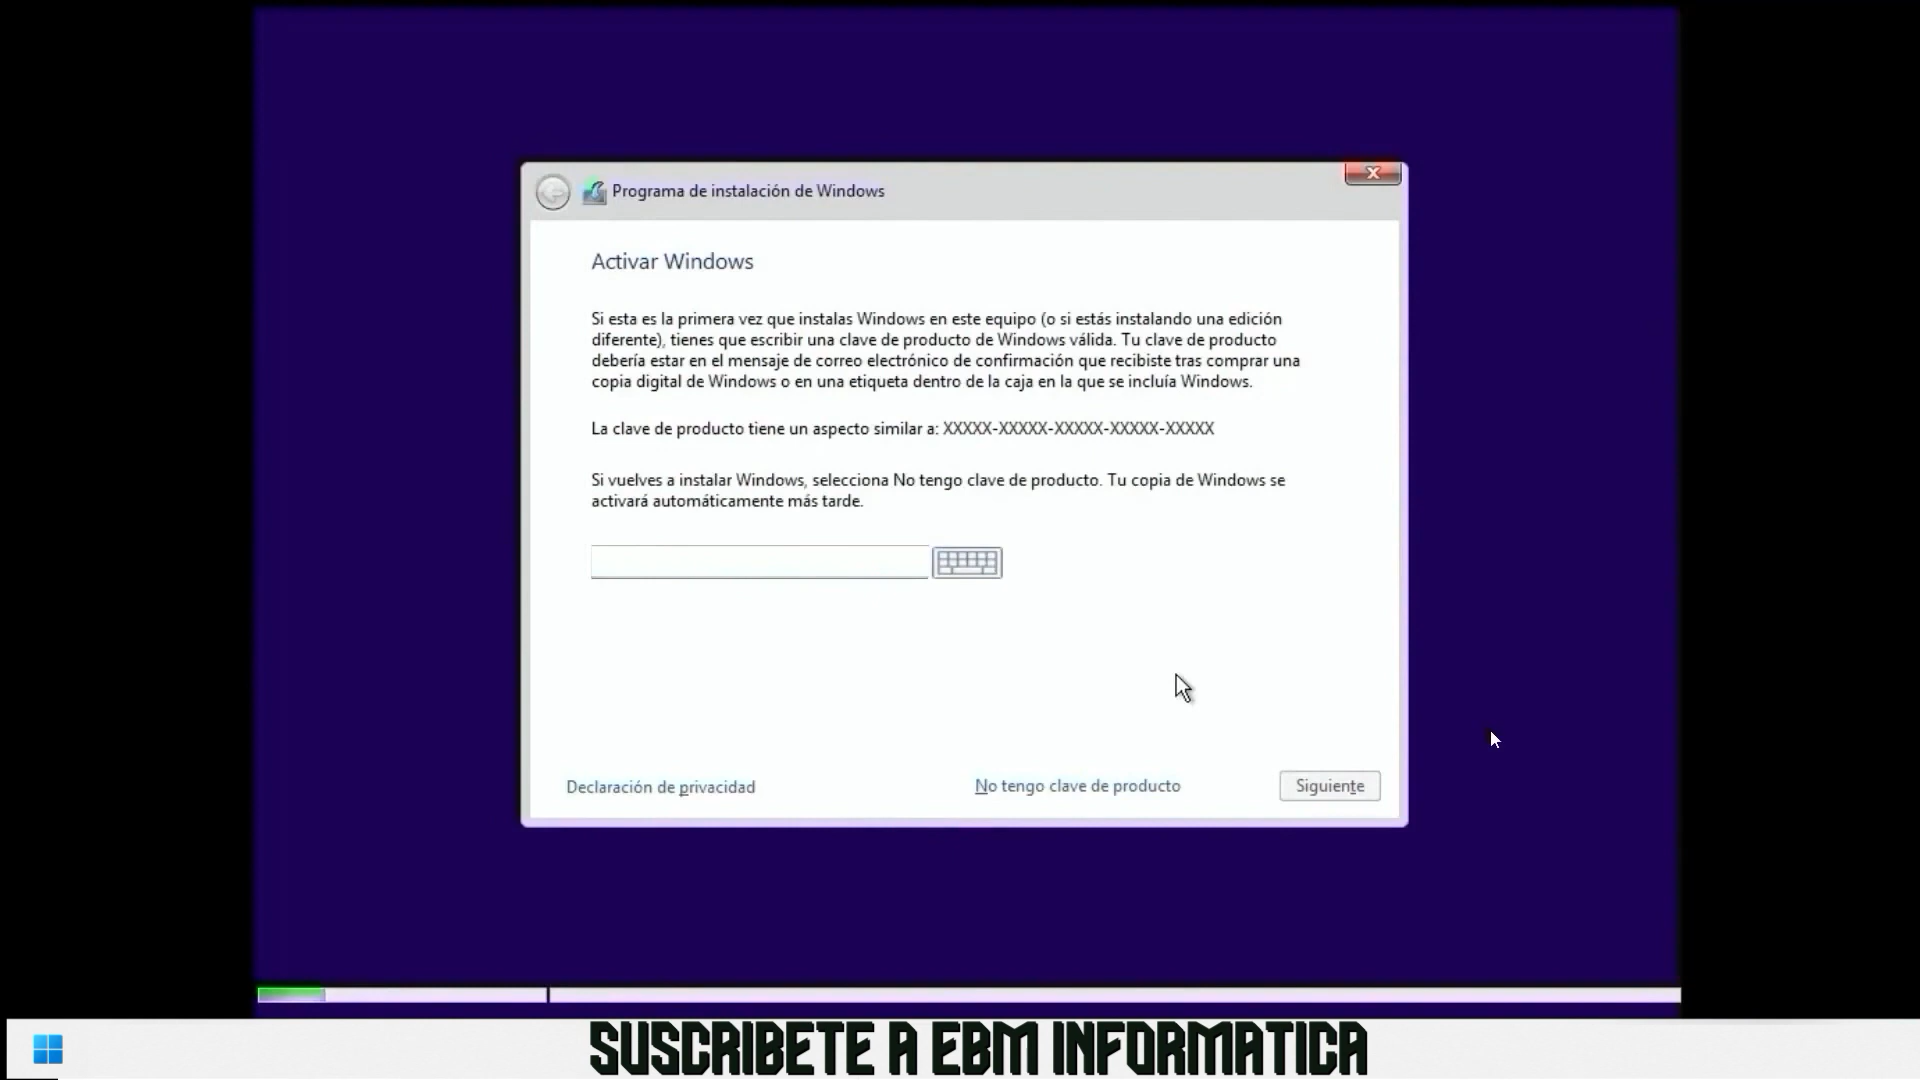 Programa de instalación de Windows
X
Activar Windows
Si esta es la primera vez que instalas Windows en este equipo (o si estás instalando una edición
diferente), tienes que escribir una clave de producto de Windows válida. Tu clave de producto
debería estar en el mensaje de correo electrónico de confirmación que recibiste tras comprar una
copia digital de Windows o en una etiqueta dentro de la caja en la que se incluía Windows.
La clave de producto tiene un aspecto similar a: XXXXX-XXXXX-XXXXX-XXXXX-XXXXX
Si vuelves a instalar Windows, selecciona No tengo clave de producto. Tu copia de Windows se
activará automáticamente más tarde.
Declaración de privacidad
No tengo clave de producto
Siguiente
SUSCRIBETE A EBM INFORMATICA